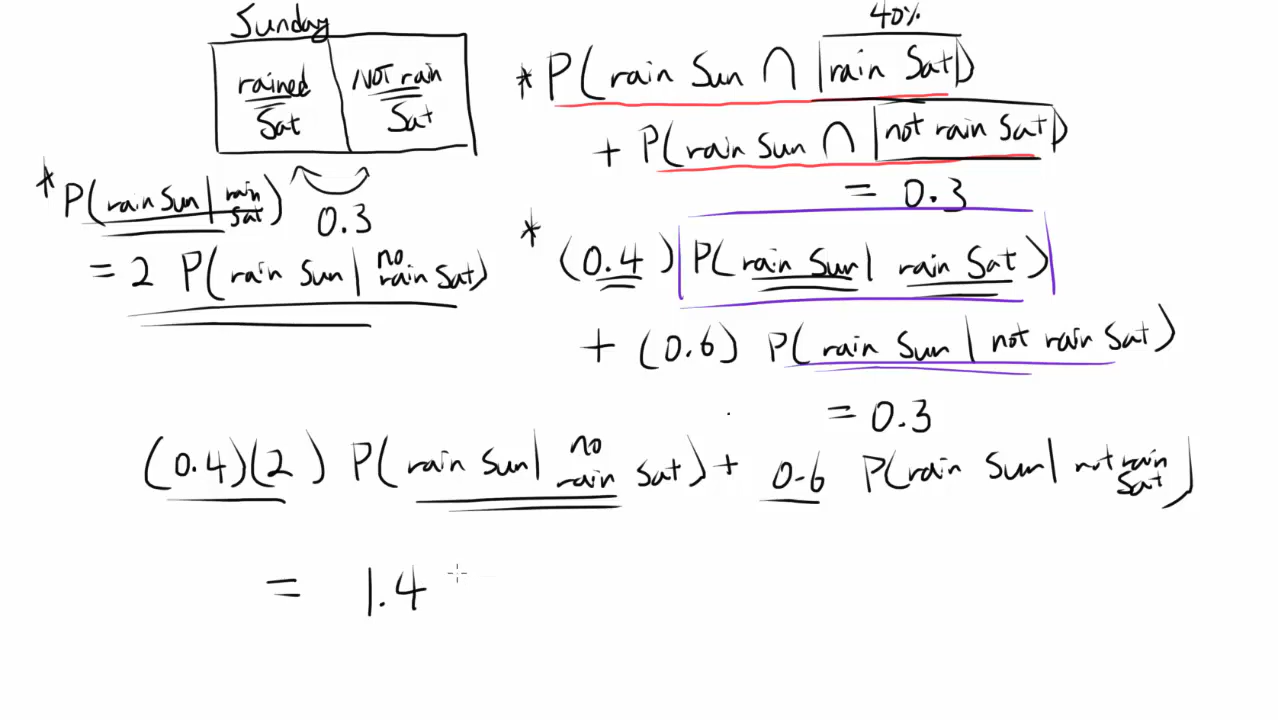 Sunday
rained Sat
NOT rain Sat
* P(rain Sun | rain Sat)
0.3
= 2 P(rain Sun | no rain Sat)
40%
* P(rain Sun ∩ rain Sat)
+ P(rain Sun ∩ not rain Sat)
= 0.3
* (0.4) P(rain Sun | rain Sat)
+ (0.6) P(rain Sun | not rain Sat)
= 0.3
(0.4)(2) P(rain Sun | no rain Sat) + 0.6 P(rain Sun | not rain Sat)
= 1.4